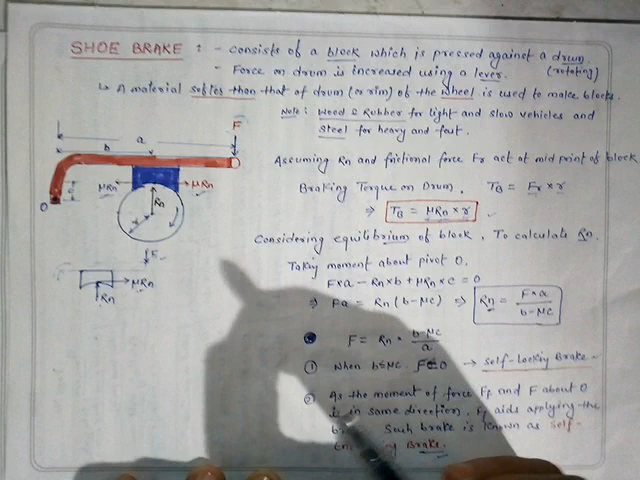 SHOE BRAKE : - consists of a block which is pressed against a drum.
(rotating)
- Force on drum is increased using a lever.
↳ A material softer than that of drum (or rim) of the wheel is used to make blocks.
Note: Wood & Rubber for light and slow vehicles and
steel for heavy and fast.
F
a
b
c
O
μRn
μRn
Rn
r
F
μRn
Rn
Assuming Rn and frictional force Fr act at mid point of block
Braking Torque on Drum, TB = Fr × r
⇒ TB = μRn × r
Considering equilibrium of block, To calculate Rn.
Taking moment about pivot O.
F×a - Rn×b + μRn×c = 0
⇒ Fa = Rn (b-μc) ⇒ Rn = F×a / b-μc
F = Rn × b-μc / a
① When b≤μc. F≤0 → Self-Locking Brake -
② As the moment of force Fr and F about O
is in same direction. Fr aids applying the
Such brake is known as Self-
Brake.